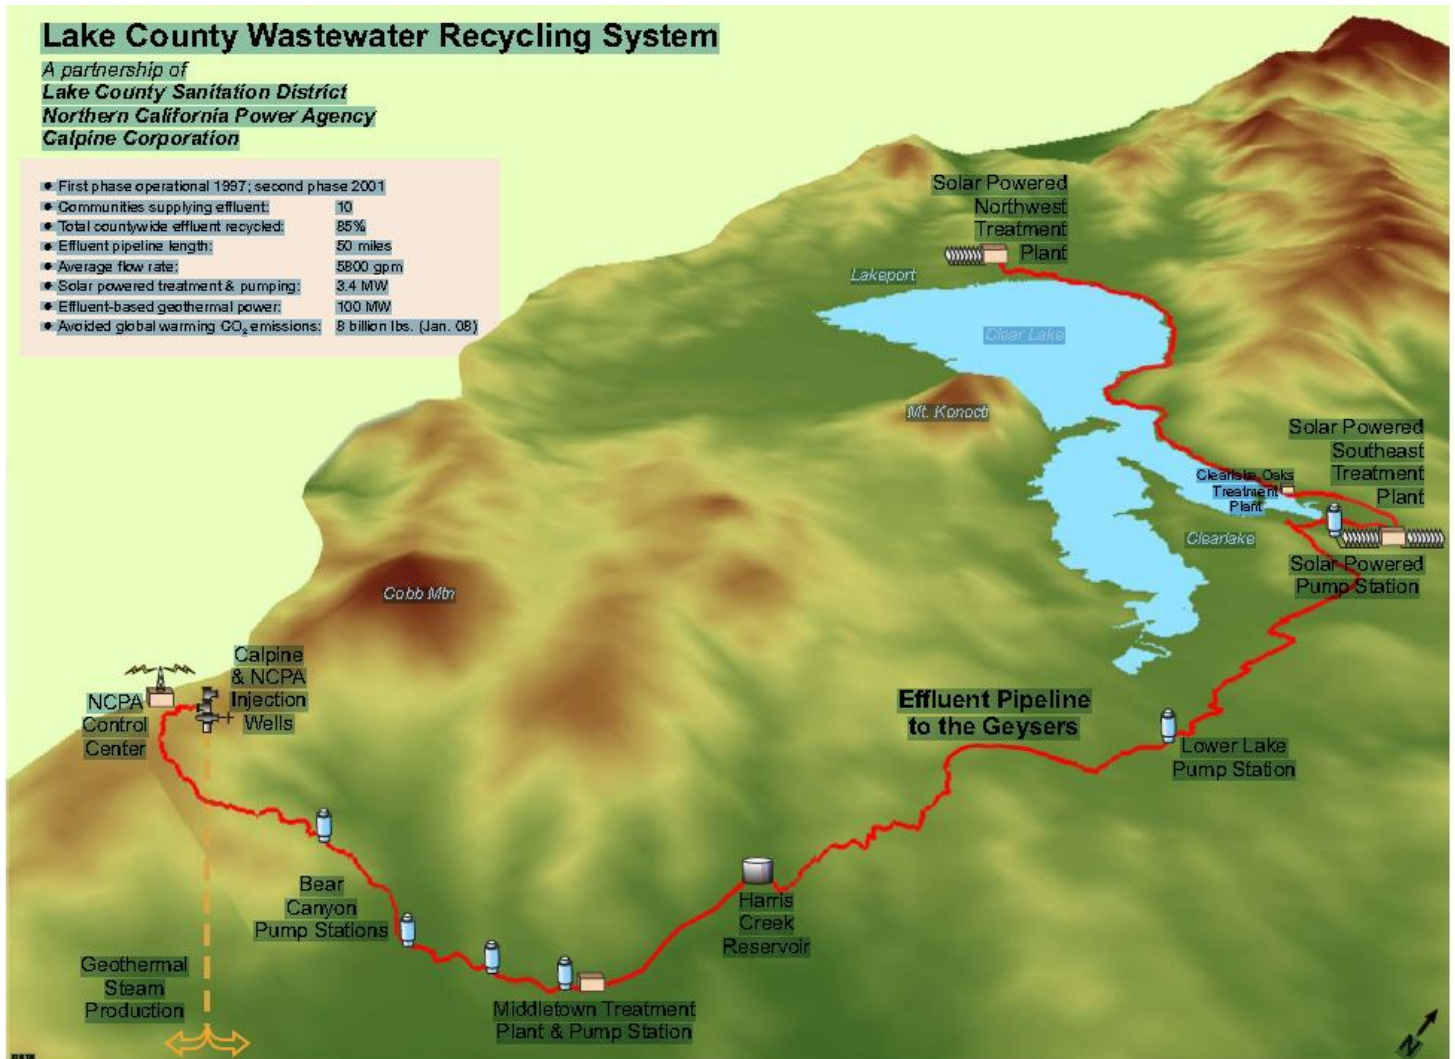 Lake County Wastewater Recycling System
A partnership of
Lake County Sanitation District
Northern California Power Agency
Calpine Corporation
• First phase operational 1997; second phase 2001
• Communities supplying effluent: 10
• Total countywide effluent recycled: 85%
• Effluent pipeline length: 50 miles
• Average flow rate: 5800 gpm
• Solar powered treatment & pumping: 3.4 MW
• Effluent-based geothermal power: 100 MW
• Avoided global warming CO₂ emissions: 8 billion lbs. (Jan. 08)
Solar Powered
Northwest
Treatment
Plant
Lakeport
Clear Lake
Mt. Konocti
Solar Powered
Southeast
Treatment
Plant
Clearlake Oaks
Treatment
Plant
Clearlake
Solar Powered
Pump Station
Cobb Mtn
Calpine
& NCPA
Injection
Wells
NCPA
Control
Center
Effluent Pipeline
to the Geysers
Lower Lake
Pump Station
Bear
Canyon
Pump Stations
Harris
Creek
Reservoir
Geothermal
Steam
Production
Middletown Treatment
Plant & Pump Station
N